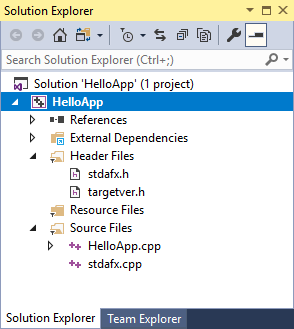 Solution Explorer
Search Solution Explorer (Ctrl+;)
Solution 'HelloApp' (1 project)
HelloApp
References
External Dependencies
Header Files
stdafx.h
targetver.h
Resource Files
Source Files
HelloApp.cpp
stdafx.cpp
Solution Explorer Team Explorer